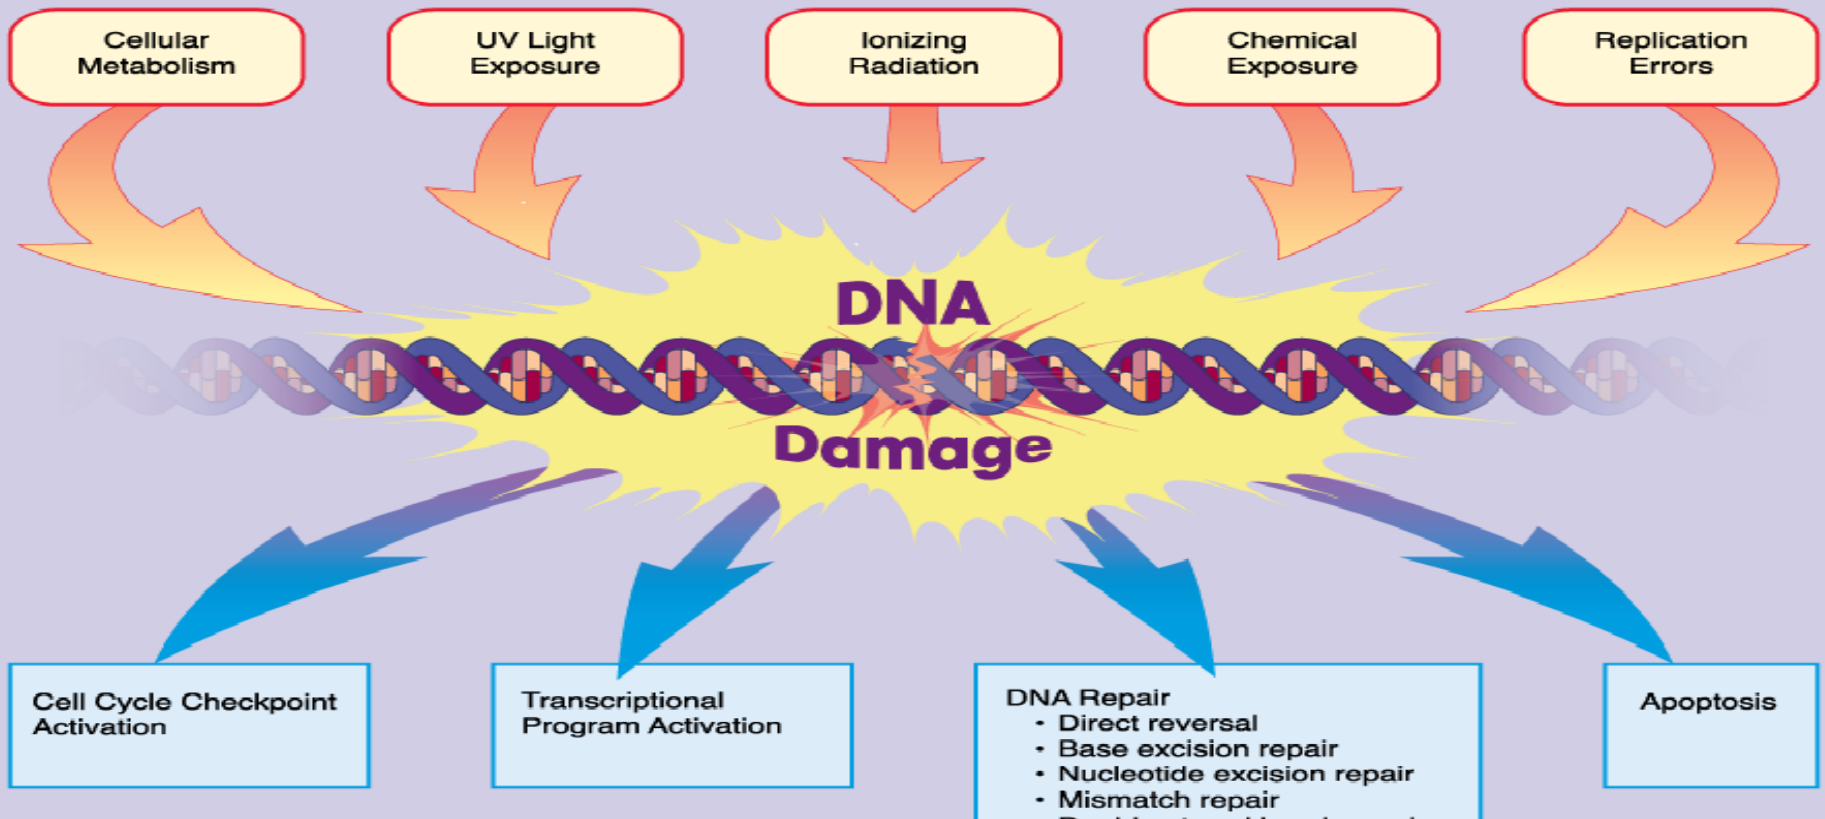 Cellular
Metabolism
UV Light
Exposure
Ionizing
Radiation
Chemical
Exposure
Replication
Errors
DNA
Damage
Cell Cycle Checkpoint
Activation
Transcriptional
Program Activation
DNA Repair
• Direct reversal
• Base excision repair
• Nucleotide excision repair
• Mismatch repair
Apoptosis